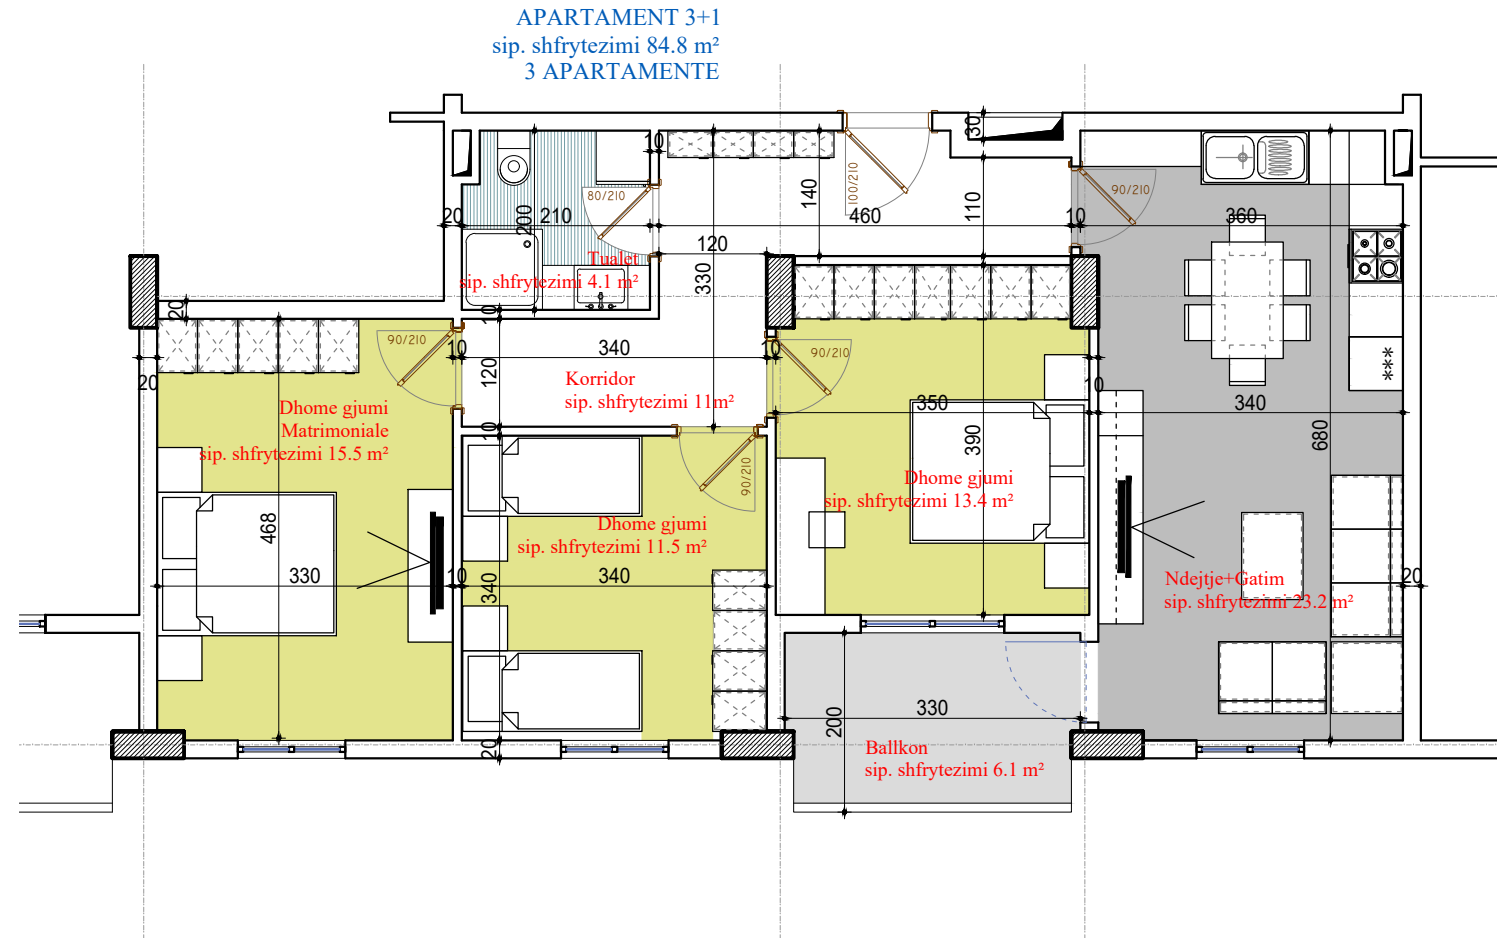 APARTAMENT 3+1
sip. shfrytezimi 84.8 m²
3 APARTAMENTE
30
10
140
100/210
110
90/210
80/210
20
210
200
460
10
360
120
330
Tualet
sip. shfrytezimi 4.1 m²
20
10
90/210
10
340
10
90/210
120
20
Korridor
sip. shfrytezimi 11m²
10
350
340
***
Dhome gjumi
Matrimoniale
sip. shfrytezimi 15.5 m²
10
390
680
90/210
Dhome gjumi
sip. shfrytezimi 13.4 m²
468
Dhome gjumi
sip. shfrytezimi 11.5 m²
330
10
340
340
Ndejtje+Gatim
sip. shfrytezimi 23.2 m²
20
200
330
20
Ballkon
sip. shfrytezimi 6.1 m²